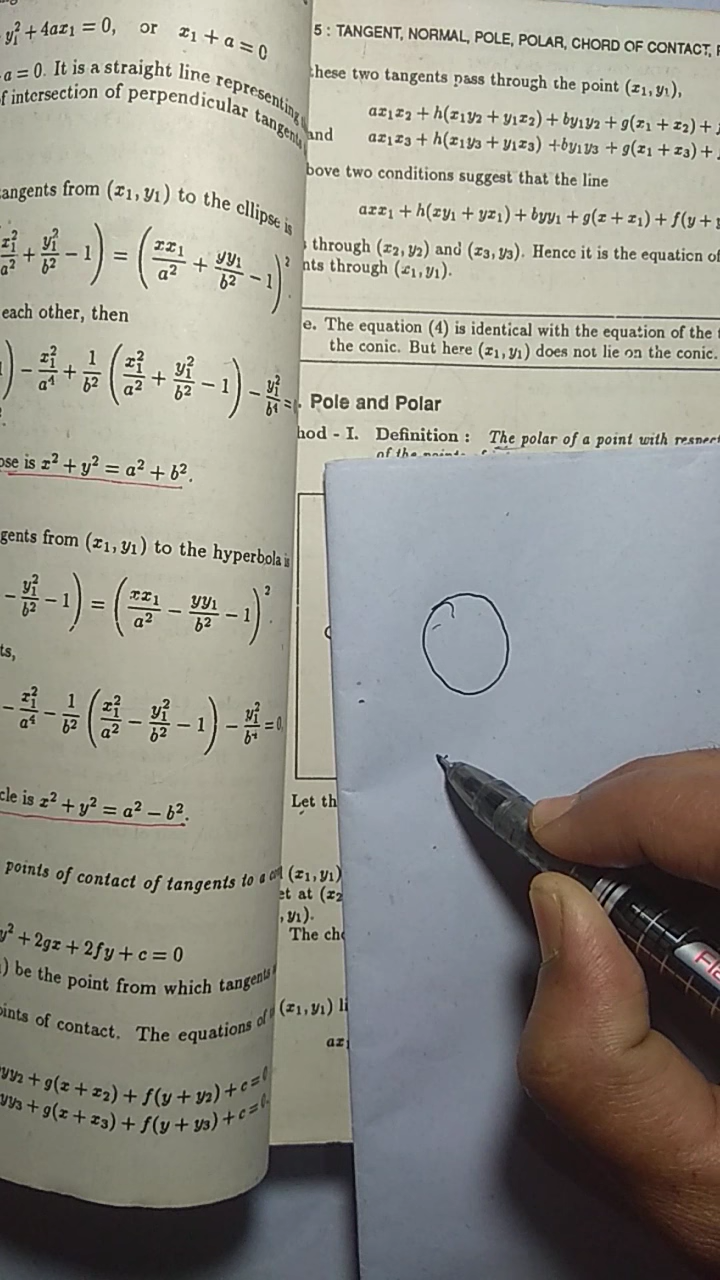 y₁² + 4ax₁ = 0, or x₁ + a = 0
a = 0. It is a straight line representing
f intersection of perpendicular tangents
angents from (x₁, y₁) to the ellipse is
x₁²/a² + y₁²/b² − 1) = (xx₁/a² + yy₁/b² − 1)².
each other, then
) − x₁²/a⁴ + 1/b² (x₁²/a² + y₁²/b² − 1) − y₁²/b⁴ =
pse is x² + y² = a² + b².
gents from (x₁, y₁) to the hyperbola is
− y₁²/b² − 1) = (xx₁/a² − yy₁/b² − 1)².
ts,
− x₁²/a⁴ − 1/b² (x₁²/a² − y₁²/b² − 1) − y₁²/b⁴ = 0
cle is x² + y² = a² − b².
points of contact of tangents to a
y² + 2gx + 2fy + c = 0
) be the point from which tangents
oints of contact. The equations of
yy₂ + g(x + x₂) + f(y + y₂) + c = 0
yy₃ + g(x + x₃) + f(y + y₃) + c = 0.
5 : TANGENT, NORMAL, POLE, POLAR, CHORD OF CONTACT,
these two tangents pass through the point (x₁, y₁),
ax₁x₂ + h(x₁y₂ + y₁x₂) + by₁y₂ + g(x₁ + x₂) +
and ax₁x₃ + h(x₁y₃ + y₁x₃) + by₁y₃ + g(x₁ + x₃) +
bove two conditions suggest that the line
axx₁ + h(xy₁ + yx₁) + byy₁ + g(x + x₁) + f(y +
through (x₂, y₂) and (x₃, y₃). Hence it is the equation of
nts through (x₁, y₁).
e. The equation (4) is identical with the equation of the
the conic. But here (x₁, y₁) does not lie on the conic.
Pole and Polar
hod - I. Definition : The polar of a point with respect
of the
Let th
(x₁, y₁)
et at (x₂
, y₁).
The ch
(x₁, y₁) li
ax₁
Fla